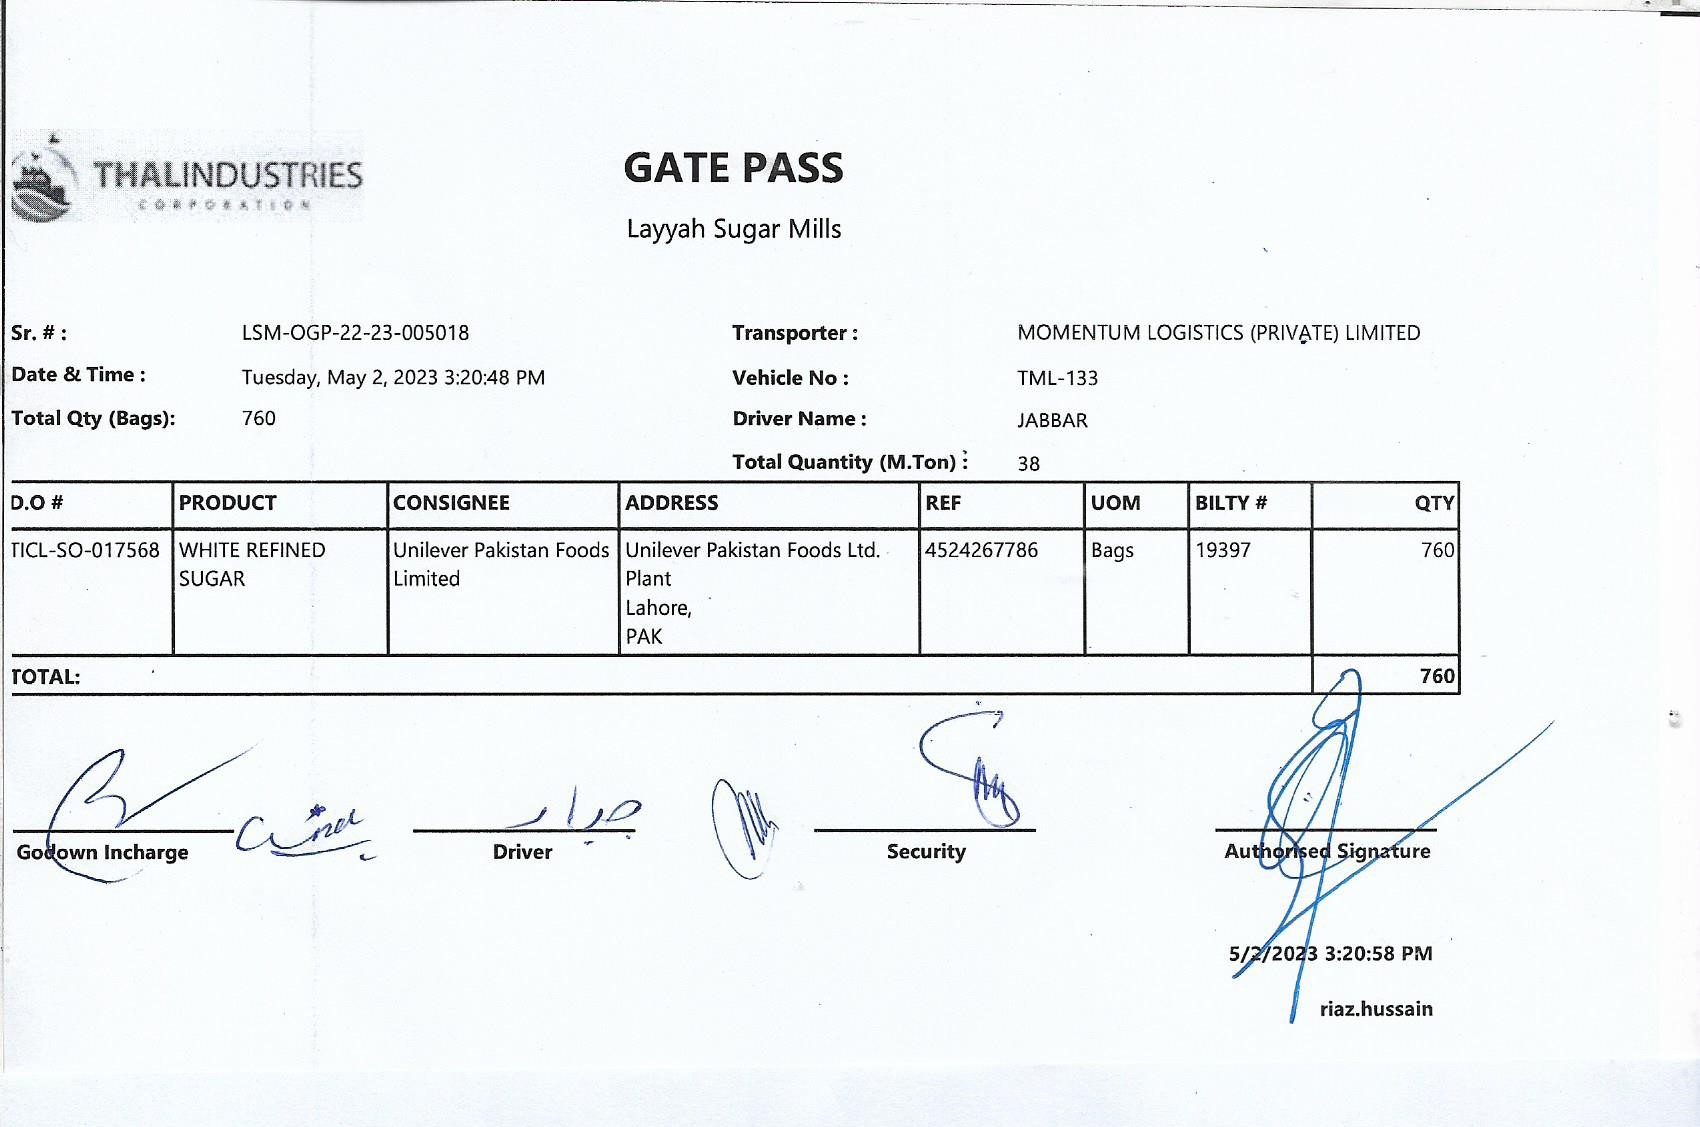 THALINDUSTRIES
CORPORATION
GATE PASS
Layyah Sugar Mills
Sr. # : LSM-OGP-22-23-005018 Transporter : MOMENTUM LOGISTICS (PRIVATE) LIMITED
Date & Time : Tuesday, May 2, 2023 3:20:48 PM Vehicle No : TML-133
Total Qty (Bags): 760 Driver Name : JABBAR
Total Quantity (M.Ton) : 38
D.O # PRODUCT CONSIGNEE ADDRESS REF UOM BILTY # QTY
TICL-SO-017568 WHITE REFINED Unilever Pakistan Foods Unilever Pakistan Foods Ltd. 4524267786 Bags 19397 760
SUGAR Limited Plant
Lahore,
PAK
TOTAL: 760
جبار
Godown Incharge Driver Security Authorised Signature
5/2/2023 3:20:58 PM
riaz.hussain